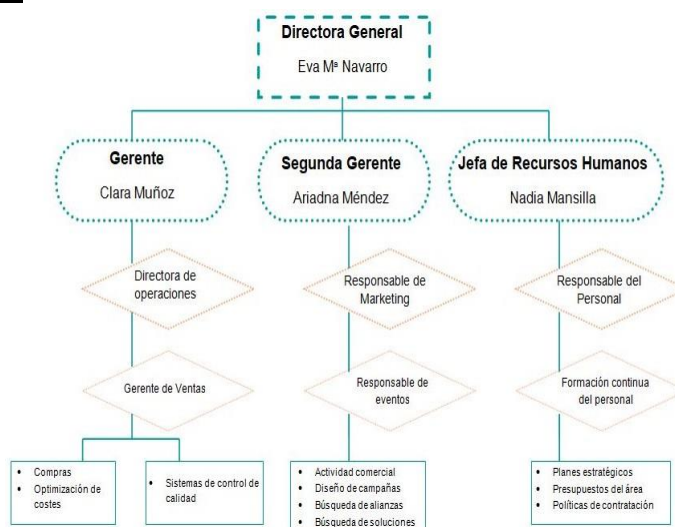 Directora General
Eva Mª Navarro
Gerente
Clara Muñoz
Segunda Gerente
Ariadna Méndez
Jefa de Recursos Humanos
Nadia Mansilla
Directora de
operaciones
Responsable de
Marketing
Responsable del
Personal
Gerente de Ventas
Responsable de
eventos
Formación continua
del personal
• Compras
• Optimización de
costes
• Sistemas de control de
calidad
• Actividad comercial
• Diseño de campañas
• Búsqueda de alianzas
• Búsqueda de soluciones
• Planes estratégicos
• Presupuestos del área
• Políticas de contratación